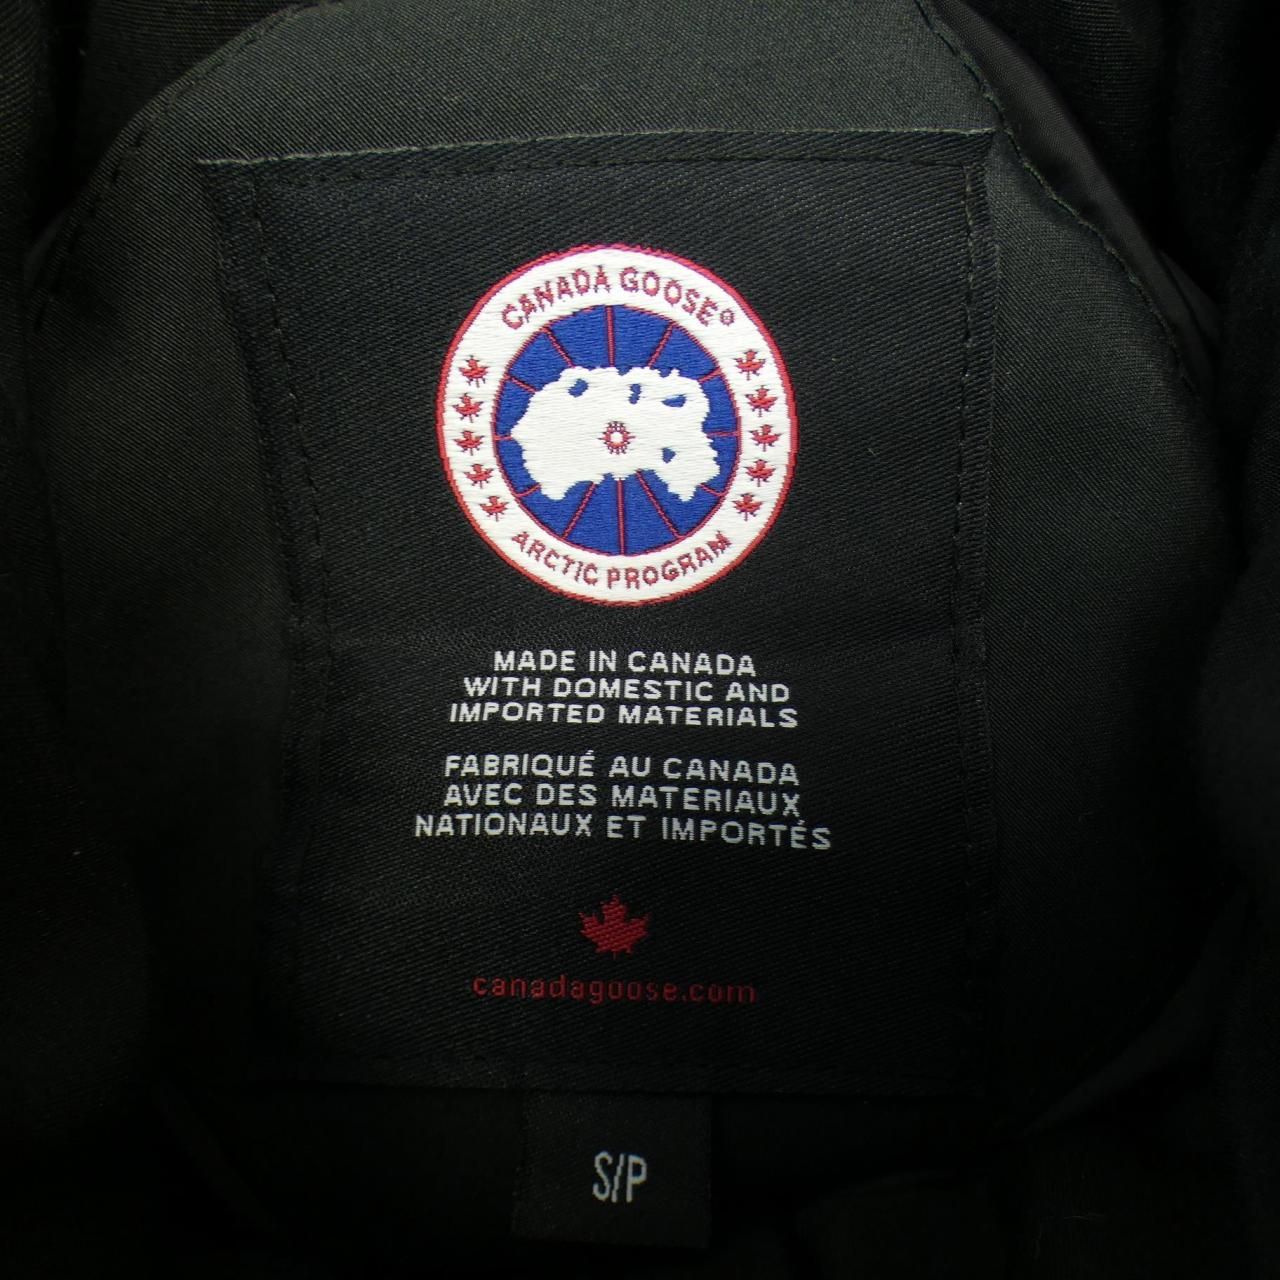 CANADA GOOSE®
ARCTIC PROGRAM
MADE IN CANADA
WITH DOMESTIC AND
IMPORTED MATERIALS
FABRIQUÉ AU CANADA
AVEC DES MATERIAUX
NATIONAUX ET IMPORTÉS
canadagoose.com
S/P